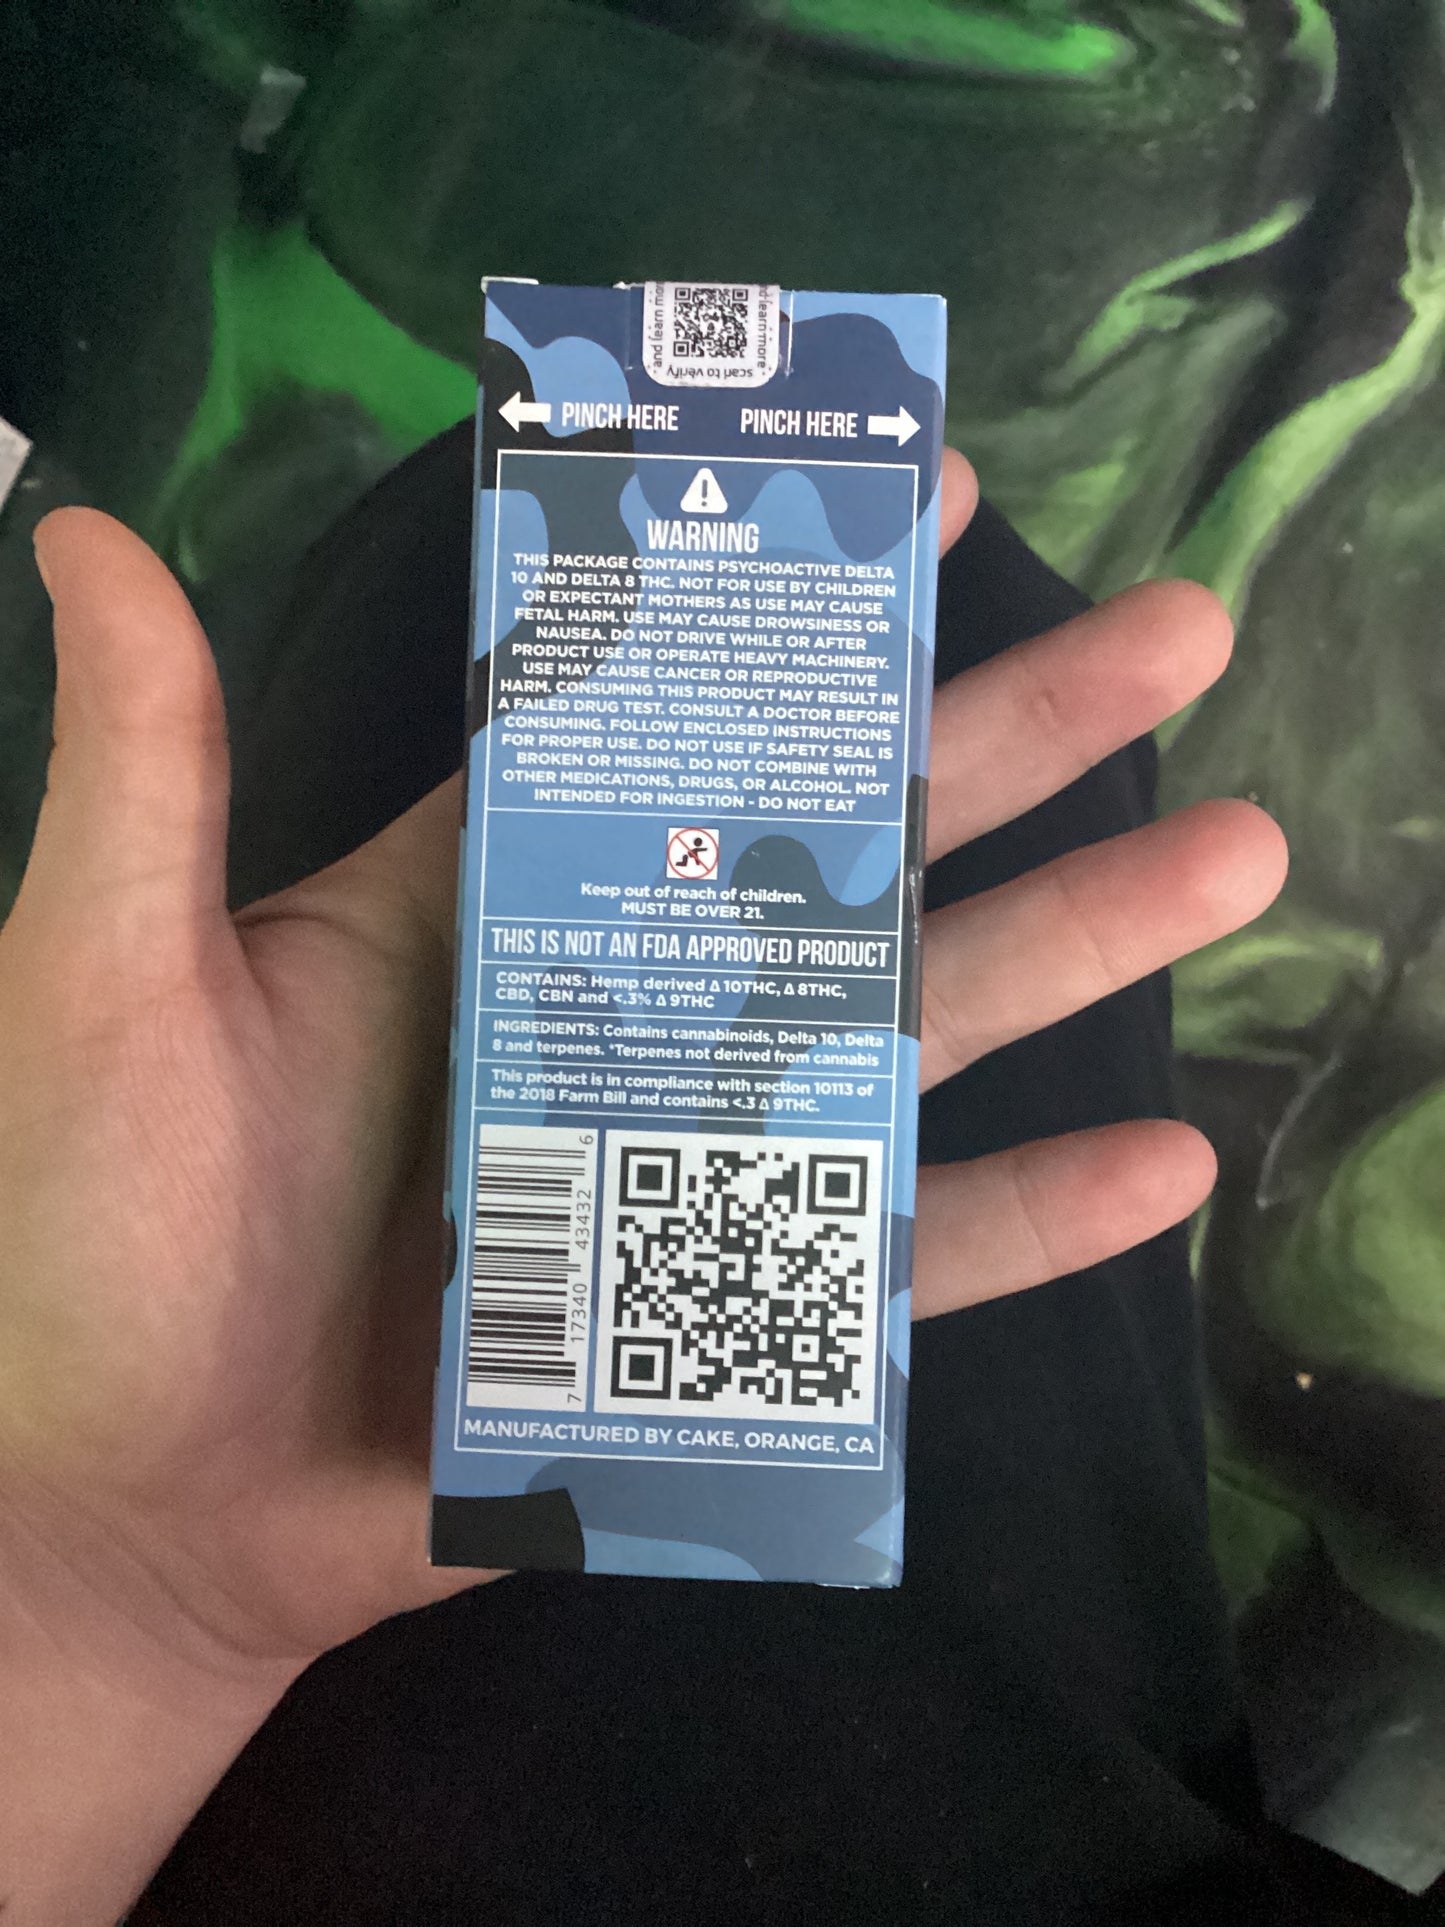 and learn more
scan to verify
and learn more
PINCH HERE PINCH HERE
WARNING
THIS PACKAGE CONTAINS PSYCHOACTIVE DELTA
10 AND DELTA 8 THC. NOT FOR USE BY CHILDREN
OR EXPECTANT MOTHERS AS USE MAY CAUSE
FETAL HARM. USE MAY CAUSE DROWSINESS OR
NAUSEA. DO NOT DRIVE WHILE OR AFTER
PRODUCT USE OR OPERATE HEAVY MACHINERY.
USE MAY CAUSE CANCER OR REPRODUCTIVE
HARM. CONSUMING THIS PRODUCT MAY RESULT IN
A FAILED DRUG TEST. CONSULT A DOCTOR BEFORE
CONSUMING. FOLLOW ENCLOSED INSTRUCTIONS
FOR PROPER USE. DO NOT USE IF SAFETY SEAL IS
BROKEN OR MISSING. DO NOT COMBINE WITH
OTHER MEDICATIONS, DRUGS, OR ALCOHOL. NOT
INTENDED FOR INGESTION - DO NOT EAT
Keep out of reach of children.
MUST BE OVER 21.
THIS IS NOT AN FDA APPROVED PRODUCT
CONTAINS: Hemp derived Δ 10THC, Δ 8THC,
CBD, CBN and <.3% Δ 9THC
INGREDIENTS: Contains cannabinoids, Delta 10, Delta
8 and terpenes. *Terpenes not derived from cannabis
This product is in compliance with section 10113 of
the 2018 Farm Bill and contains <.3 Δ 9THC.
7 17340 43432 6
MANUFACTURED BY CAKE, ORANGE, CA